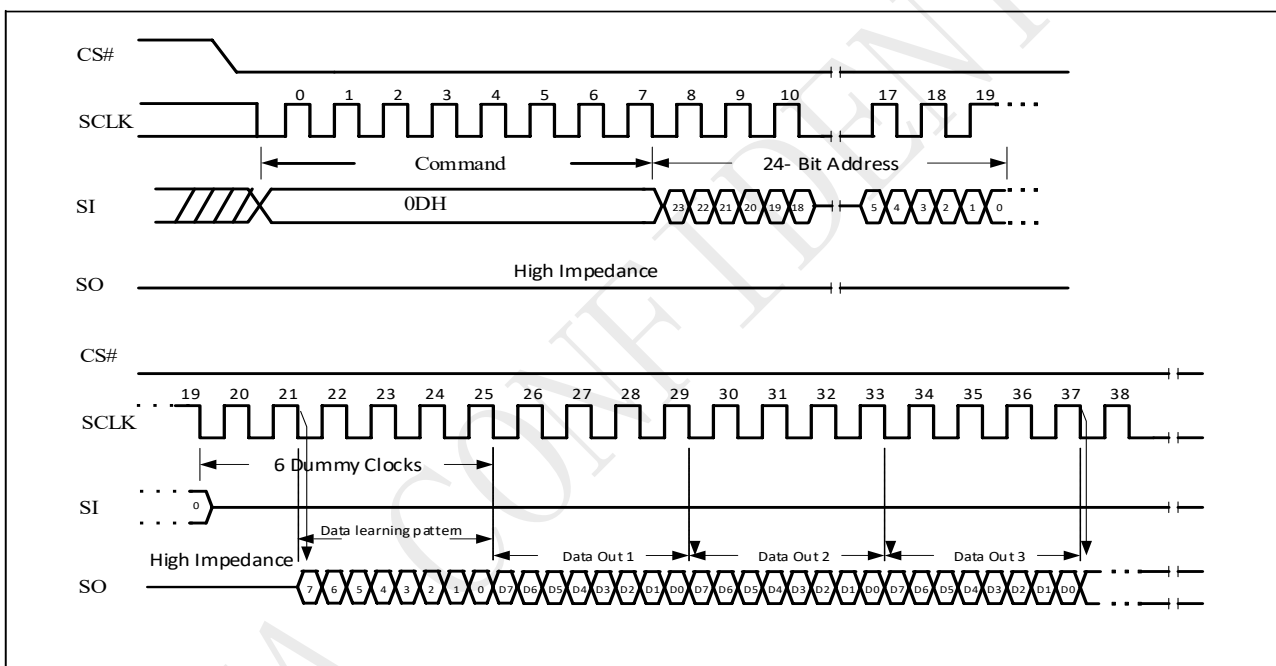 CS#
0 1 2 3 4 5 6 7 8 9 10 17 18 19
SCLK
Command
24- Bit Address
SI
0DH
23 22 21 20 19 18 5 4 3 2 1 0
High Impedance
SO
CS#
19 20 21 22 23 24 25 26 27 28 29 30 31 32 33 34 35 36 37 38
SCLK
6 Dummy Clocks
SI
0
Data learning pattern
High Impedance
Data Out 1
Data Out 2
Data Out 3
SO
7 6 5 4 3 2 1 0 D7 D6 D5 D4 D3 D2 D1 D0 D7 D6 D5 D4 D3 D2 D1 D0 D7 D6 D5 D4 D3 D2 D1 D0
CONFIDENT